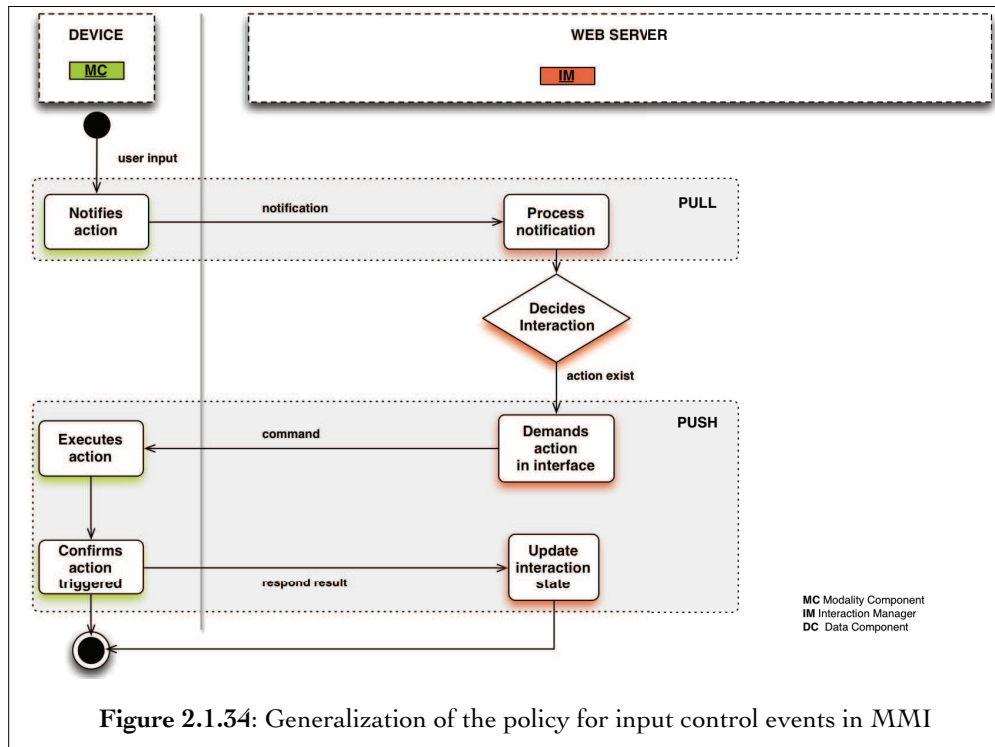 DEVICE
WEB SERVER
MC
IM
user input
PULL
Notifies
action
notification
Process
notification
Decides
Interaction
action exist
PUSH
Executes
action
command
Demands
action
in interface
Confirms
action
triggered
respond result
Update
interaction
state
MC Modality Component
IM Interaction Manager
DC Data Component
Figure 2.1.34: Generalization of the policy for input control events in MMI